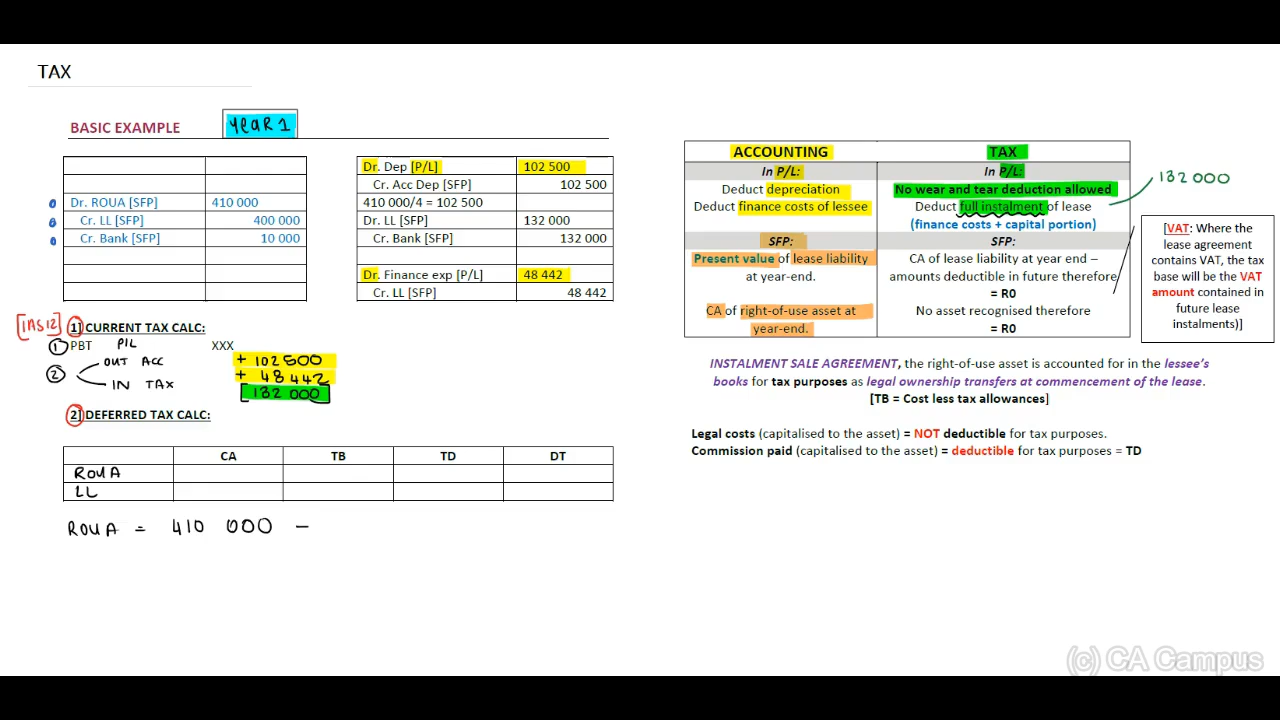 TAX
BASIC EXAMPLE YEAR 1
Dr. ROUA [SFP] 410 000
Cr. LL [SFP] 400 000
Cr. Bank [SFP] 10 000
Dr. Dep [P/L] 102 500
Cr. Acc Dep [SFP] 102 500
410 000/4 = 102 500
Dr. LL [SFP] 132 000
Cr. Bank [SFP] 132 000
Dr. Finance exp [P/L] 48 442
Cr. LL [SFP] 48 442
[IAS12] 1] CURRENT TAX CALC:
1 PBT P/L XXX
2 OUT ACC + 102 500
+ 48 442
IN TAX [132 000]
2] DEFERRED TAX CALC:
CA TB TD DT
ROUA
LL
ROUA = 410 000 –
ACCOUNTING TAX
In P/L: In P/L:
Deduct depreciation No wear and tear deduction allowed
Deduct finance costs of lessee Deduct full instalment of lease
(finance costs + capital portion)
132 000
SFP: SFP:
Present value of lease liability CA of lease liability at year end –
at year-end. amounts deductible in future therefore
= R0
CA of right-of-use asset at No asset recognised therefore
year-end. = R0
[VAT: Where the
lease agreement
contains VAT, the tax
base will be the VAT
amount contained in
future lease
instalments)]
INSTALMENT SALE AGREEMENT, the right-of-use asset is accounted for in the lessee's
books for tax purposes as legal ownership transfers at commencement of the lease.
[TB = Cost less tax allowances]
Legal costs (capitalised to the asset) = NOT deductible for tax purposes.
Commission paid (capitalised to the asset) = deductible for tax purposes = TD
(c) CA Campus